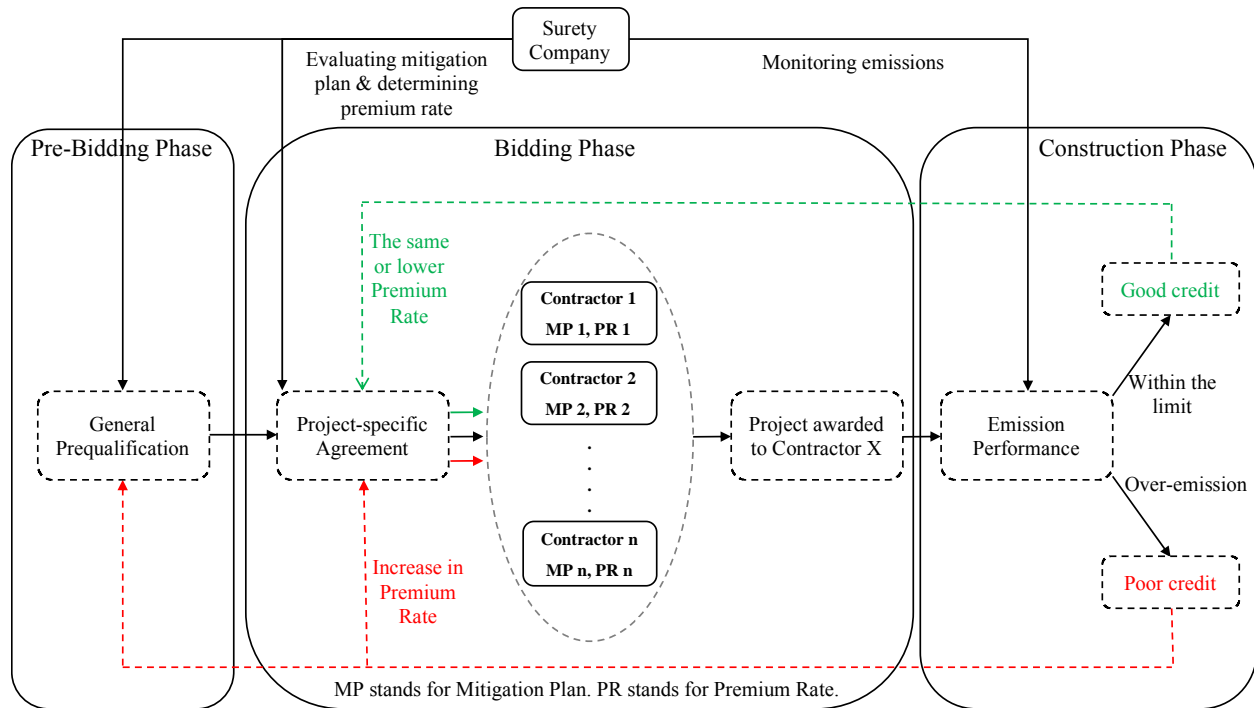 Surety
Company
Evaluating mitigation
plan & determining
premium rate
Monitoring emissions
Pre-Bidding Phase
Bidding Phase
Construction Phase
The same
or lower
Premium
Rate
Contractor 1
MP 1, PR 1
Good credit
Contractor 2
MP 2, PR 2
Within the
limit
General
Prequalification
Project-specific
Agreement
Project awarded
to Contractor X
Emission
Performance
Over-emission
Contractor n
MP n, PR n
Increase in
Premium
Rate
Poor credit
MP stands for Mitigation Plan. PR stands for Premium Rate.